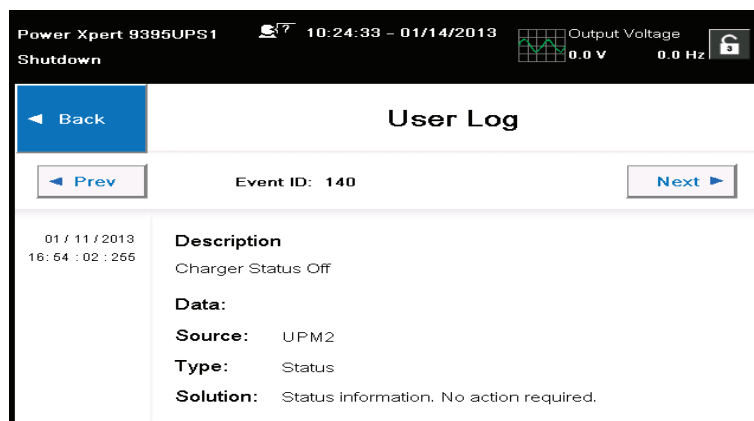 Power Xpert 9395UPS1
? 10:24:33 - 01/14/2013
Output Voltage
Shutdown
0.0 V 0.0 Hz
3
◄ Back
User Log
◄ Prev
Event ID: 140
Next ►
01/11/2013
16:54:02:255
Description
Charger Status Off
Data:
Source: UPM2
Type: Status
Solution: Status information. No action required.